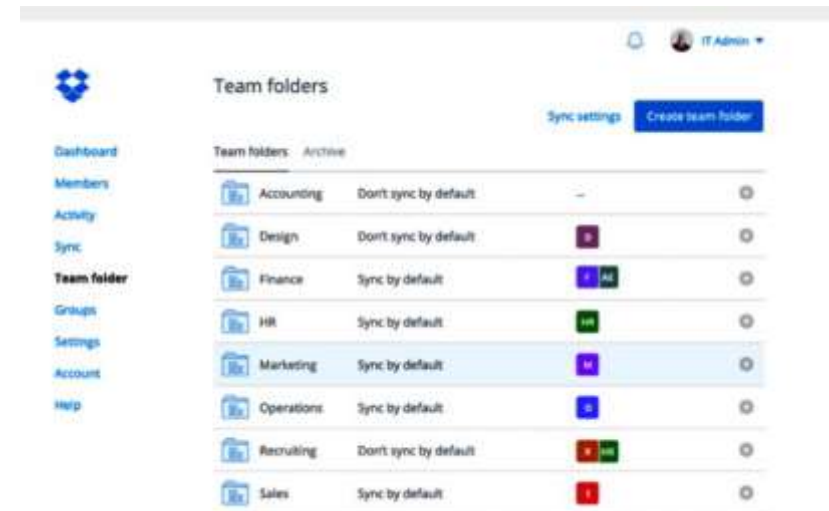 IT Admin
Team folders
Sync settings
Create team folder
Dashboard
Members
Activity
Sync
Team folder
Groups
Settings
Account
Help
Team folders Archive
Accounting Don't sync by default --
Design Don't sync by default D
Finance Sync by default F AE
HR Sync by default HR
Marketing Sync by default M
Operations Sync by default O
Recruiting Don't sync by default R HR
Sales Sync by default S